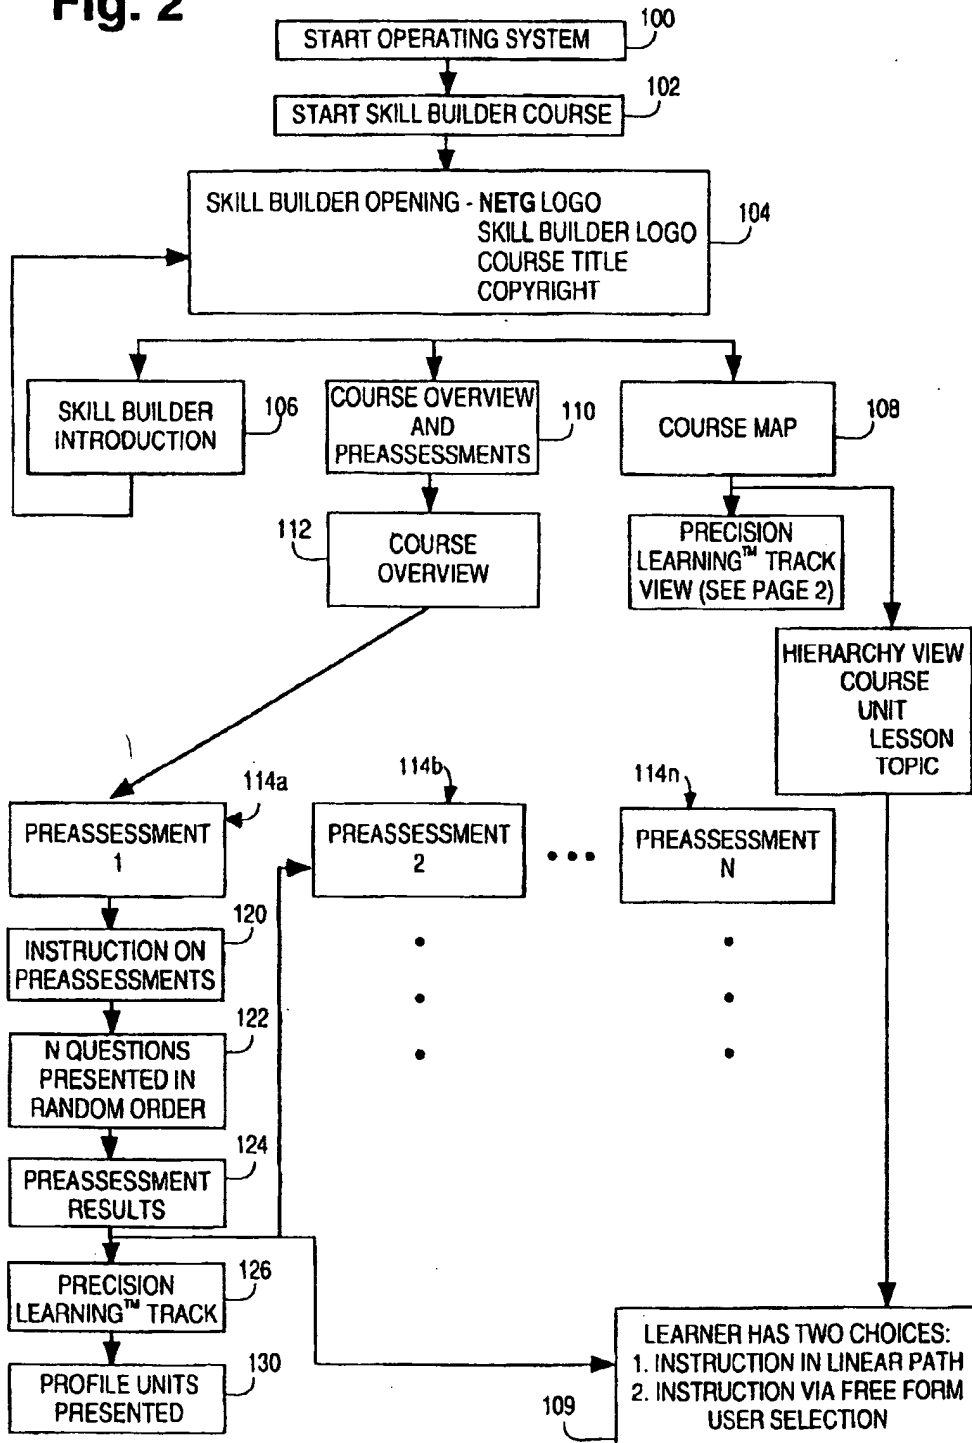 Fig. 2
START OPERATING SYSTEM
100
START SKILL BUILDER COURSE
102
SKILL BUILDER OPENING - NETG LOGO
SKILL BUILDER LOGO
COURSE TITLE
COPYRIGHT
104
SKILL BUILDER
INTRODUCTION
106
COURSE OVERVIEW
AND
PREASSESSMENTS
110
COURSE MAP
108
112
COURSE
OVERVIEW
PRECISION
LEARNING™ TRACK
VIEW (SEE PAGE 2)
HIERARCHY VIEW
COURSE
UNIT
LESSON
TOPIC
PREASSESSMENT
1
114a
PREASSESSMENT
2
114b
PREASSESSMENT
N
114n
INSTRUCTION ON
PREASSESSMENTS
120
N QUESTIONS
PRESENTED IN
RANDOM ORDER
122
PREASSESSMENT
RESULTS
124
PRECISION
LEARNING™ TRACK
126
PROFILE UNITS
PRESENTED
130
LEARNER HAS TWO CHOICES:
1. INSTRUCTION IN LINEAR PATH
2. INSTRUCTION VIA FREE FORM
USER SELECTION
109